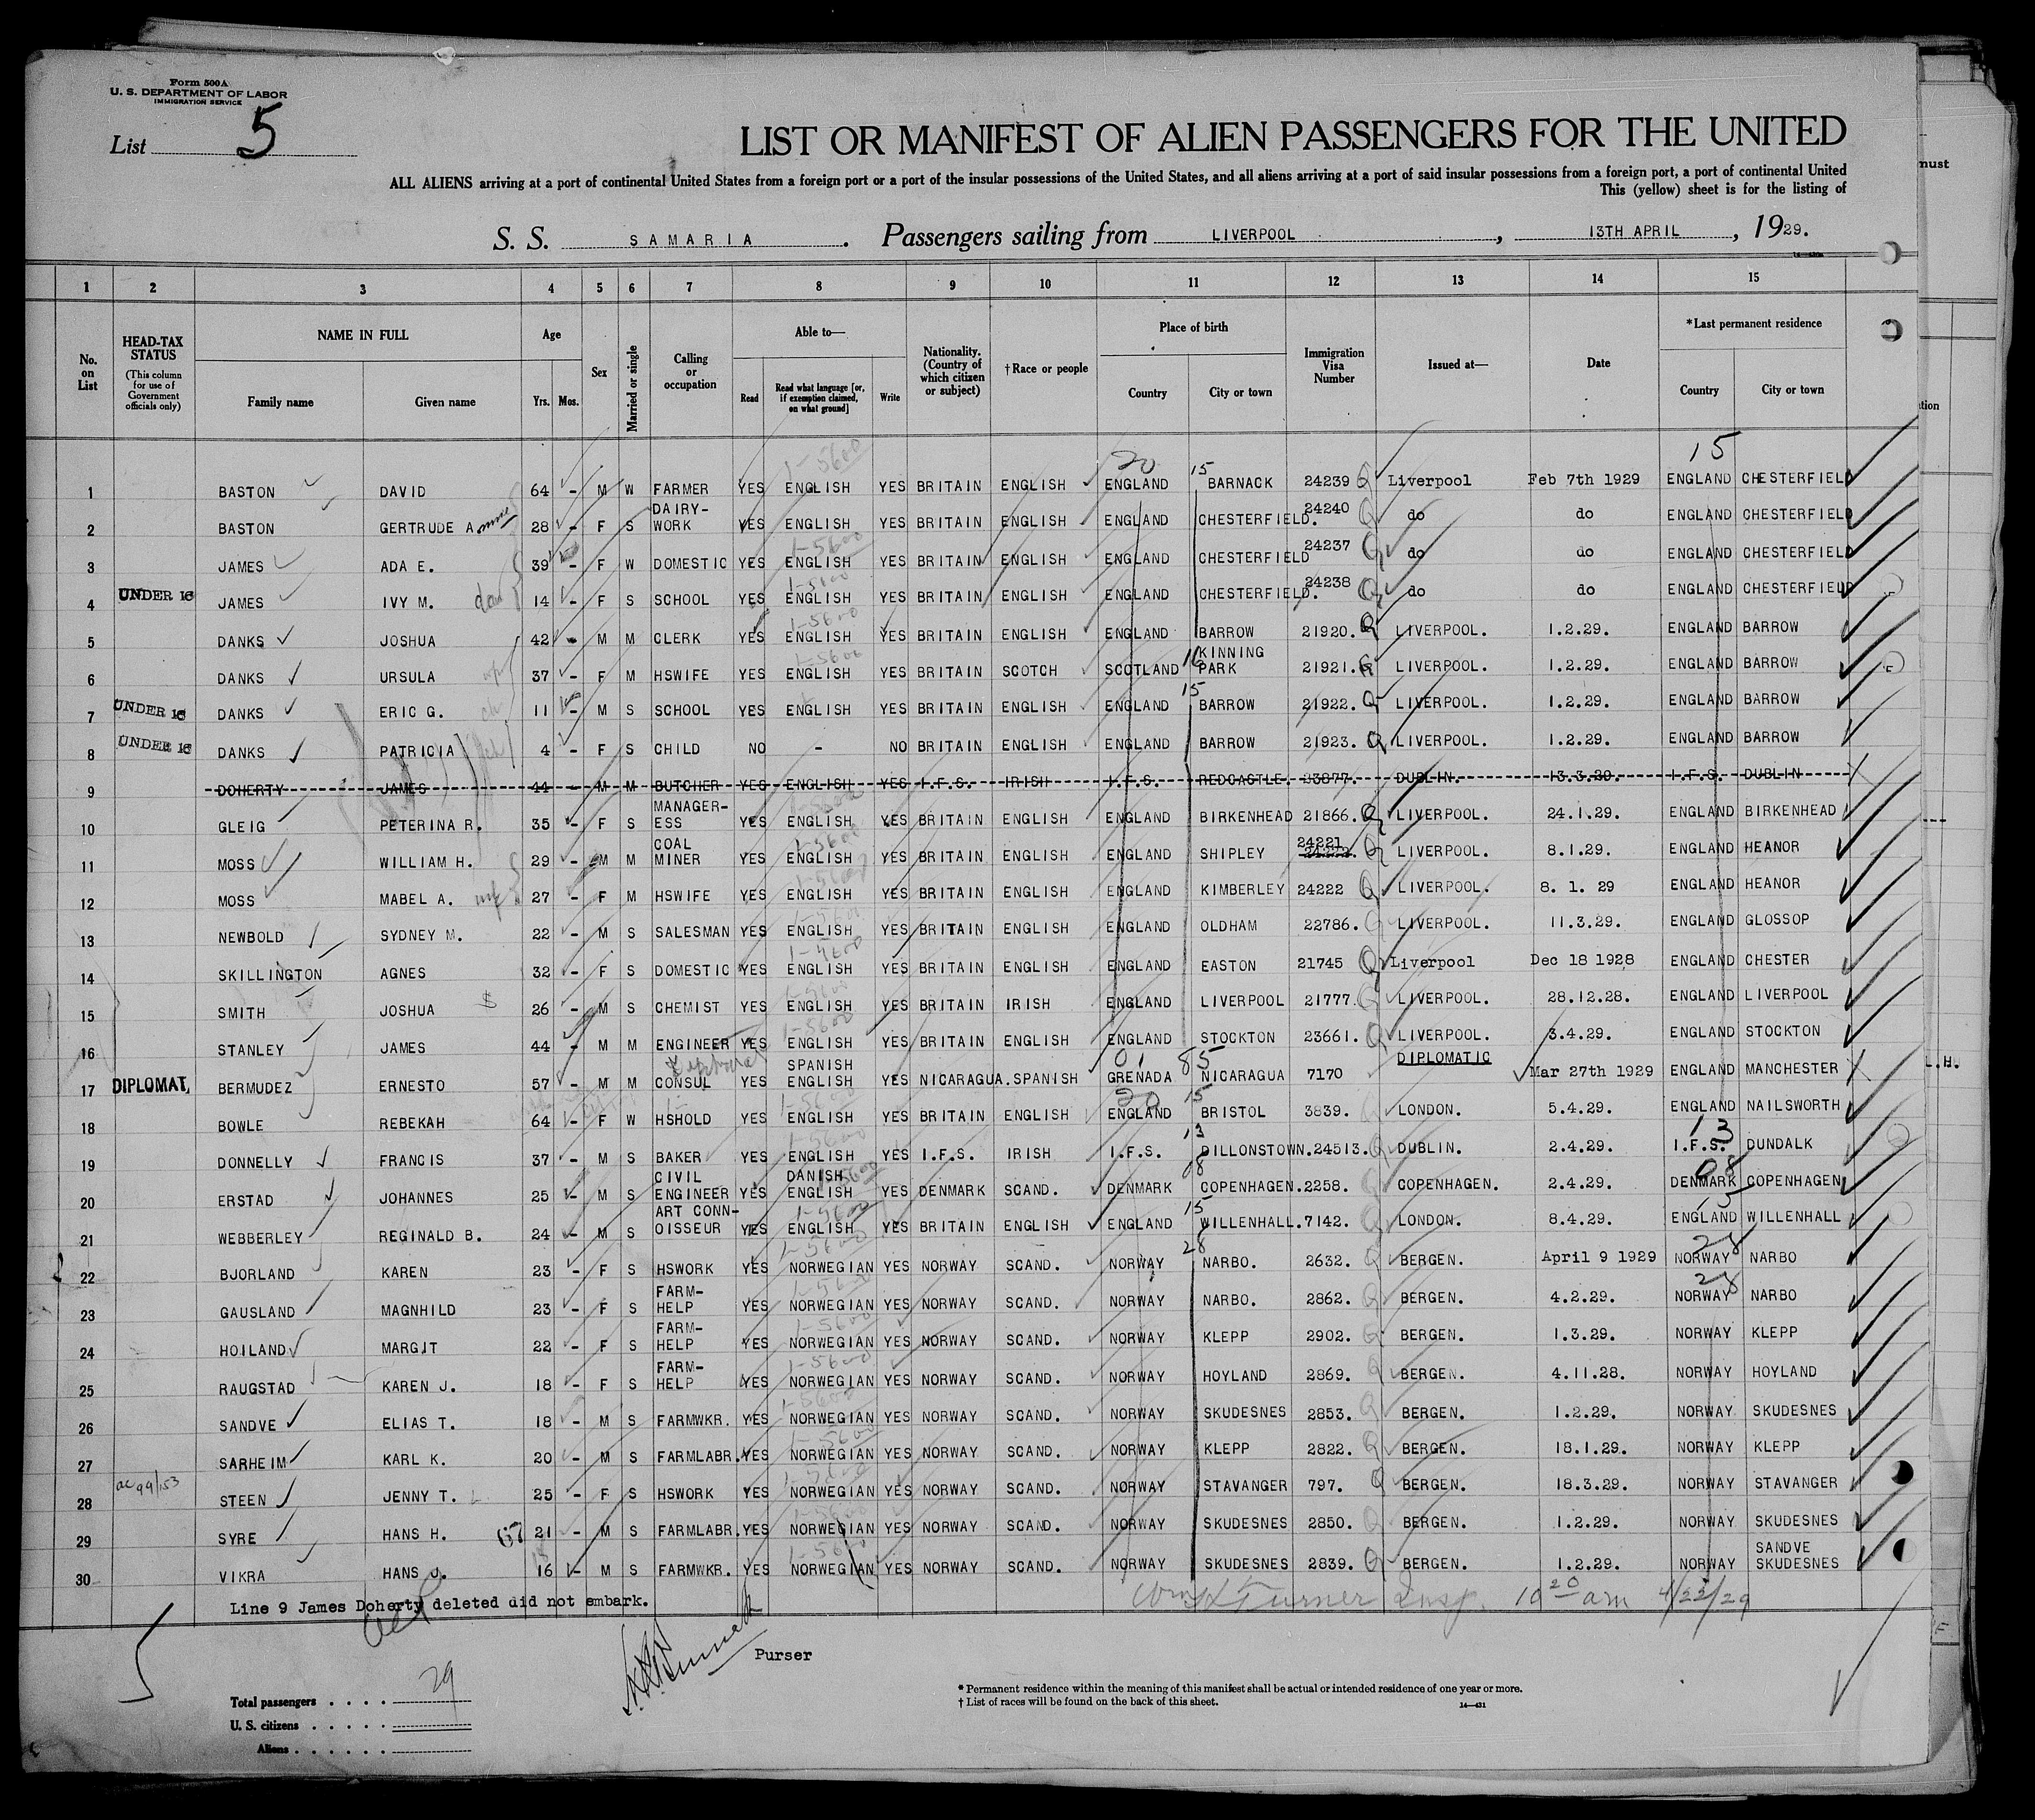 Form 500A
U. S. DEPARTMENT OF LABOR
IMMIGRATION SERVICE
List 5
LIST OR MANIFEST OF ALIEN PASSENGERS FOR THE UNITED
ALL ALIENS arriving at a port of continental United States from a foreign port or a port of the insular possessions of the United States, and all aliens arriving at a port of said insular possessions from a foreign port, a port of continental United
This (yellow) sheet is for the listing of
S. S. SAMARIA. Passengers sailing from LIVERPOOL, 13TH APRIL, 1929.
1 2 3 4 5 6 7 8 9 10 11 12 13 14 15
No. on List
HEAD-TAX STATUS (This column for use of Government officials only)
NAME IN FULL
Family name Given name
Age
Yrs. Mos.
Sex
Married or single
Calling or occupation
Able to—
Read Read what language [or, if exemption claimed, on what ground] Write
Nationality. (Country of which citizen or subject)
†Race or people
Place of birth
Country City or town
Immigration Visa Number
Issued at—
Date
*Last permanent residence
Country City or town
20 15 15
1 BASTON DAVID 64 - M W FARMER YES ENGLISH YES BRITAIN ENGLISH ENGLAND BARNACK 24239 Liverpool Feb 7th 1929 ENGLAND CHESTERFIELD
2 BASTON GERTRUDE A 28 - F S DAIRY-WORK YES ENGLISH YES BRITAIN ENGLISH ENGLAND CHESTERFIELD. 24240 do do ENGLAND CHESTERFIELD
3 JAMES ADA E. 39 - F W DOMESTIC YES ENGLISH YES BRITAIN ENGLISH ENGLAND CHESTERFIELD 24237 do do ENGLAND CHESTERFIELD
4 UNDER 16 JAMES IVY M. dau 14 - F S SCHOOL YES ENGLISH YES BRITAIN ENGLISH ENGLAND CHESTERFIELD. 24238 do do ENGLAND CHESTERFIELD
5 DANKS JOSHUA 42 - M M CLERK YES ENGLISH YES BRITAIN ENGLISH ENGLAND BARROW 21920. LIVERPOOL. 1.2.29. ENGLAND BARROW
6 DANKS URSULA 37 - F M HSWIFE YES ENGLISH YES BRITAIN SCOTCH SCOTLAND 16 KINNING PARK 21921. LIVERPOOL. 1.2.29. ENGLAND BARROW
7 UNDER 16 DANKS ERIC G. 11 - M S SCHOOL YES ENGLISH YES BRITAIN ENGLISH ENGLAND 15 BARROW 21922. LIVERPOOL. 1.2.29. ENGLAND BARROW
8 UNDER 16 DANKS PATRICIA 4 - F S CHILD NO - NO BRITAIN ENGLISH ENGLAND BARROW 21923. LIVERPOOL. 1.2.29. ENGLAND BARROW
9 DOHERTY JAMES 44 - M M BUTCHER YES ENGLISH YES I.F.S. IRISH I.F.S. REDCASTLE. 23877. DUBLIN. 13.3.29. I.F.S. DUBLIN
10 GLEIG PETERINA R. 35 - F S MANAGER-ESS YES ENGLISH YES BRITAIN ENGLISH ENGLAND BIRKENHEAD 21866. LIVERPOOL. 24.1.29. ENGLAND BIRKENHEAD
11 MOSS WILLIAM H. 29 - M M COAL MINER YES ENGLISH YES BRITAIN ENGLISH ENGLAND SHIPLEY 24221 LIVERPOOL. 8.1.29. ENGLAND HEANOR
12 MOSS MABEL A. 27 - F M HSWIFE YES ENGLISH YES BRITAIN ENGLISH ENGLAND KIMBERLEY 24222 LIVERPOOL. 8. 1. 29 ENGLAND HEANOR
13 NEWBOLD SYDNEY M. 22 - M S SALESMAN YES ENGLISH YES BRITAIN ENGLISH ENGLAND OLDHAM 22786. LIVERPOOL. 11.3.29. ENGLAND GLOSSOP
14 SKILLINGTON AGNES 32 - F S DOMESTIC YES ENGLISH YES BRITAIN ENGLISH ENGLAND EASTON 21745 Liverpool Dec 18 1928 ENGLAND CHESTER
15 SMITH JOSHUA 26 - M S CHEMIST YES ENGLISH YES BRITAIN IRISH ENGLAND LIVERPOOL 21777. LIVERPOOL. 28.12.28. ENGLAND LIVERPOOL
16 STANLEY JAMES 44 - M M ENGINEER YES ENGLISH YES BRITAIN ENGLISH ENGLAND STOCKTON 23661. LIVERPOOL. 3.4.29. ENGLAND STOCKTON
17 DIPLOMAT, BERMUDEZ ERNESTO 57 - M M CONSUL YES SPANISH ENGLISH YES NICARAGUA. SPANISH GRENADA NICARAGUA 7170 DIPLOMATIC Mar 27th 1929 ENGLAND MANCHESTER
18 BOWLE REBEKAH 64 - F W HSHOLD YES ENGLISH YES BRITAIN ENGLISH ENGLAND BRISTOL 3839. LONDON. 5.4.29. ENGLAND NAILSWORTH
19 DONNELLY FRANCIS 37 - M S BAKER YES ENGLISH YES I.F.S. IRISH I.F.S. DILLONSTOWN. 24513. DUBLIN. 2.4.29. I.F.S. DUNDALK
20 ERSTAD JOHANNES 25 - M S CIVIL ENGINEER YES DANISH ENGLISH YES DENMARK SCAND. DENMARK COPENHAGEN. 2258. COPENHAGEN. 2.4.29. DENMARK COPENHAGEN
21 WEBBERLEY REGINALD B. 24 - M S ART CONN-OISSEUR YES ENGLISH YES BRITAIN ENGLISH ENGLAND WILLENHALL. 7142. LONDON. 8.4.29. ENGLAND WILLENHALL
22 BJORLAND KAREN 23 - F S HSWORK YES NORWEGIAN YES NORWAY SCAND. NORWAY NARBO. 2632. BERGEN. April 9 1929 NORWAY NARBO
23 GAUSLAND MAGNHILD 23 - F S FARM-HELP YES NORWEGIAN YES NORWAY SCAND. NORWAY NARBO. 2862. BERGEN. 4.2.29. NORWAY NARBO
24 HOILAND MARGIT 22 - F S FARM-HELP YES NORWEGIAN YES NORWAY SCAND. NORWAY KLEPP 2902. BERGEN. 1.3.29. NORWAY KLEPP
25 RAUGSTAD KAREN J. 18 - F S FARM-HELP YES NORWEGIAN YES NORWAY SCAND. NORWAY HOYLAND 2869. BERGEN. 4.11.28. NORWAY HOYLAND
26 SANDVE ELIAS T. 18 - M S FARMWKR. YES NORWEGIAN YES NORWAY SCAND. NORWAY SKUDESNES 2853. BERGEN. 1.2.29. NORWAY SKUDESNES
27 SARHEIM KARL K. 20 - M S FARMLABR. YES NORWEGIAN YES NORWAY SCAND. NORWAY KLEPP 2822. BERGEN. 18.1.29. NORWAY KLEPP
28 STEEN JENNY T. 25 - F S HSWORK YES NORWEGIAN YES NORWAY SCAND. NORWAY STAVANGER 797. BERGEN. 18.3.29. NORWAY STAVANGER
29 SYRE HANS H. 67 21 - M S FARMLABR. YES NORWEGIAN YES NORWAY SCAND. NORWAY SKUDESNES 2850. BERGEN. 1.2.29. NORWAY SKUDESNES
30 VIKRA HANS J. 16 - M S FARMWKR. YES NORWEGIAN YES NORWAY SCAND. NORWAY SKUDESNES 2839. BERGEN. 1.2.29. NORWAY SANDVE SKUDESNES
Line 9 James Doherty deleted did not embark.
Turner Insp. 10 20 am 4/22/29
Purser
Total passengers . . . . 29
U. S. citizens . . . . .
Aliens . . . . . .
* Permanent residence within the meaning of this manifest shall be actual or intended residence of one year or more.
† List of races will be found on the back of this sheet.
14—431